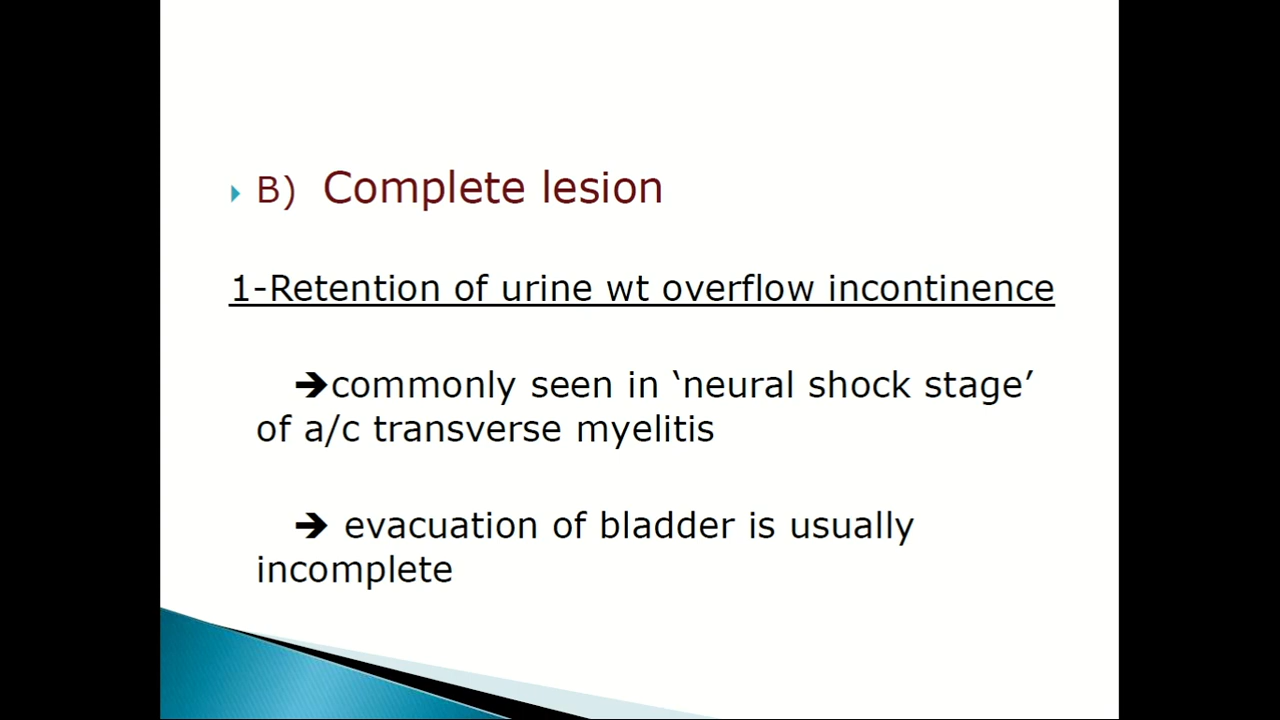 B) Complete lesion
1-Retention of urine wt overflow incontinence
➔commonly seen in ‘neural shock stage’
of a/c transverse myelitis
➔ evacuation of bladder is usually
incomplete